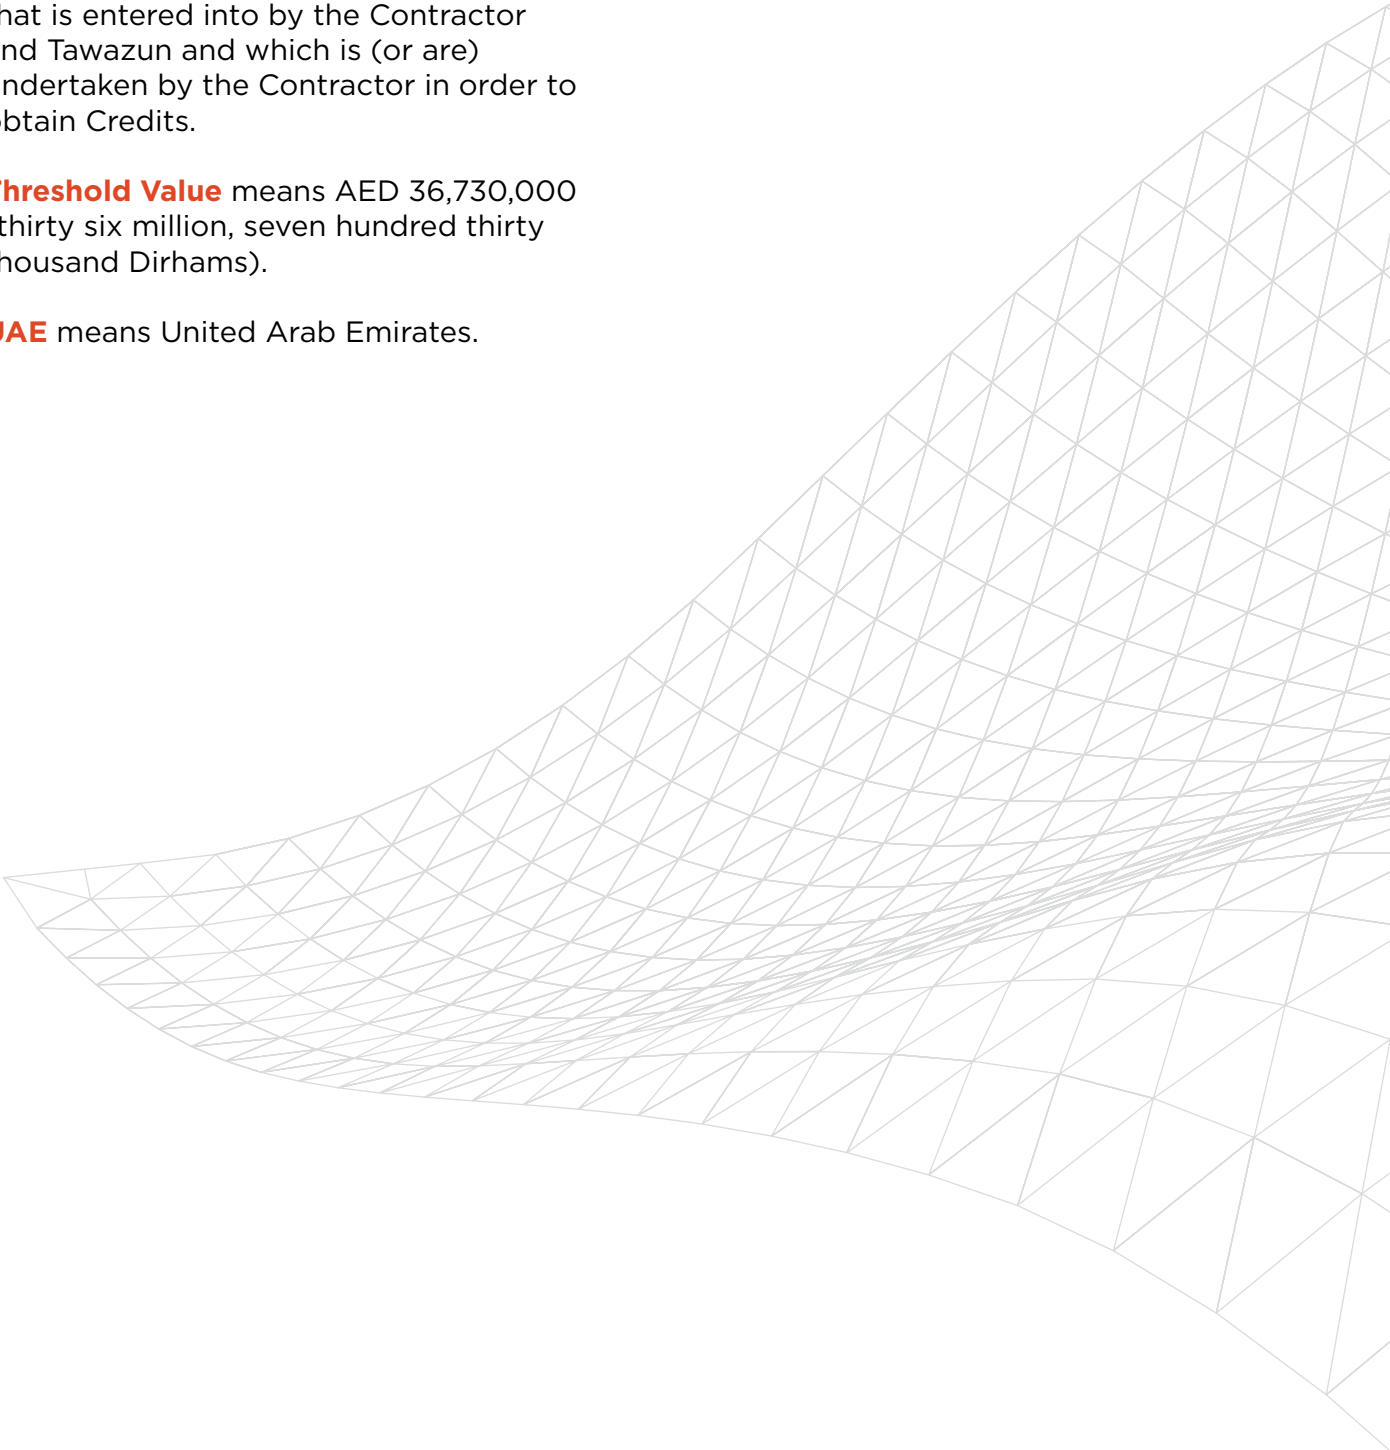 hat is entered into by the Contractor
nd Tawazun and which is (or are)
ndertaken by the Contractor in order to
btain Credits.
Threshold Value means AED 36,730,000
thirty six million, seven hundred thirty
housand Dirhams).
UAE means United Arab Emirates.